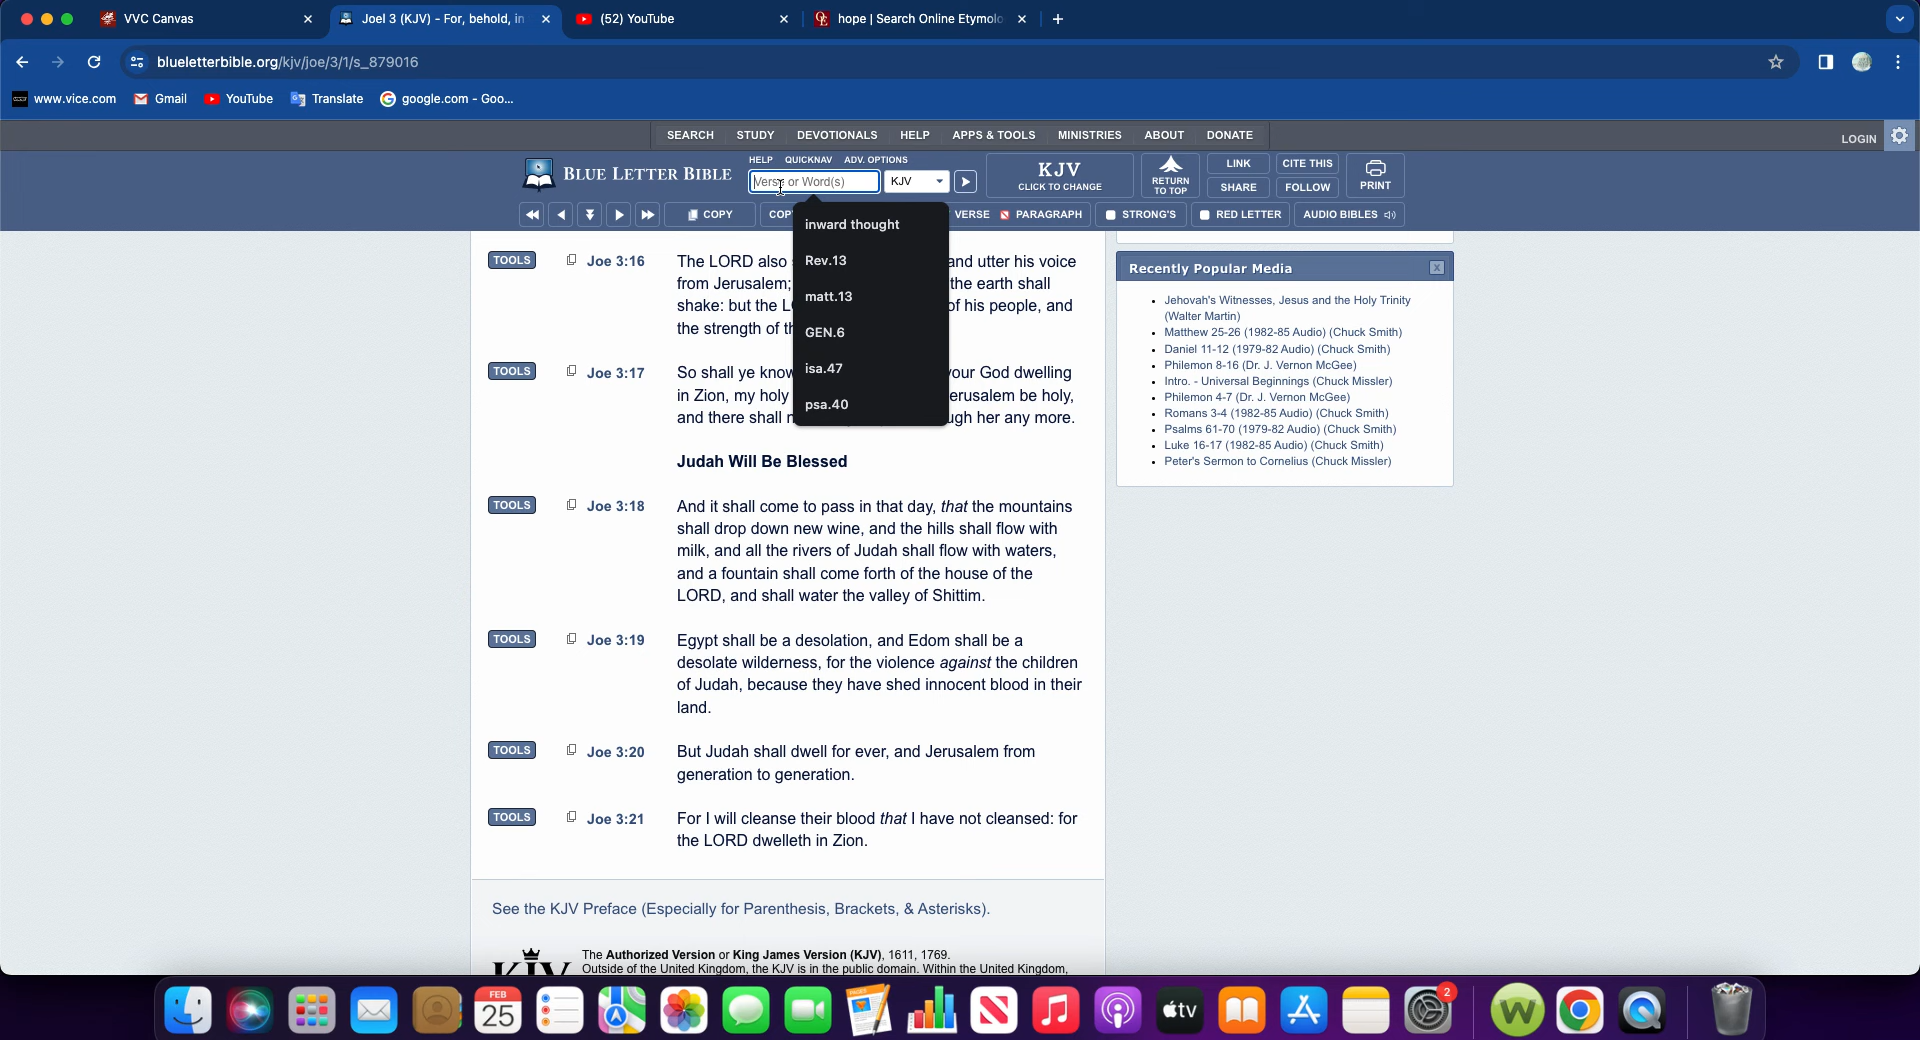 VVC Canvas
Joel 3 (KJV) - For, behold, in
(52) YouTube
hope | Search Online Etymolo
blueletterbible.org/kjv/joe/3/1/s_879016
www.vice.com
Gmail
YouTube
Translate
google.com - Goo...
SEARCH
STUDY
DEVOTIONALS
HELP
APPS & TOOLS
MINISTRIES
ABOUT
DONATE
LOGIN
BLUE LETTER BIBLE
HELP
QUICKNAV
ADV. OPTIONS
Verse or Word(s)
KJV
KJV
CLICK TO CHANGE
RETURN
TO TOP
LINK
CITE THIS
SHARE
FOLLOW
PRINT
COPY
COP
VERSE
PARAGRAPH
STRONG'S
RED LETTER
AUDIO BIBLES
inward thought
Rev.13
matt.13
GEN.6
isa.47
psa.40
TOOLS
Joe 3:16
The LORD also and utter his voice
from Jerusalem; the earth shall
shake: but the of his people, and
the strength of
TOOLS
Joe 3:17
So shall ye know your God dwelling
in Zion, my holy erusalem be holy,
and there shall her any more.
Judah Will Be Blessed
TOOLS
Joe 3:18
And it shall come to pass in that day, that the mountains
shall drop down new wine, and the hills shall flow with
milk, and all the rivers of Judah shall flow with waters,
and a fountain shall come forth of the house of the
LORD, and shall water the valley of Shittim.
TOOLS
Joe 3:19
Egypt shall be a desolation, and Edom shall be a
desolate wilderness, for the violence against the children
of Judah, because they have shed innocent blood in their
land.
TOOLS
Joe 3:20
But Judah shall dwell for ever, and Jerusalem from
generation to generation.
TOOLS
Joe 3:21
For I will cleanse their blood that I have not cleansed: for
the LORD dwelleth in Zion.
See the KJV Preface (Especially for Parenthesis, Brackets, & Asterisks).
KJV
The Authorized Version or King James Version (KJV), 1611, 1769.
Outside of the United Kingdom, the KJV is in the public domain. Within the United Kingdom,
Recently Popular Media
Jehovah's Witnesses, Jesus and the Holy Trinity
(Walter Martin)
Matthew 25-26 (1982-85 Audio) (Chuck Smith)
Daniel 11-12 (1979-82 Audio) (Chuck Smith)
Philemon 8-16 (Dr. J. Vernon McGee)
Intro. - Universal Beginnings (Chuck Missler)
Philemon 4-7 (Dr. J. Vernon McGee)
Romans 3-4 (1982-85 Audio) (Chuck Smith)
Psalms 61-70 (1979-82 Audio) (Chuck Smith)
Luke 16-17 (1982-85 Audio) (Chuck Smith)
Peter's Sermon to Cornelius (Chuck Missler)
FEB
25
tv
2